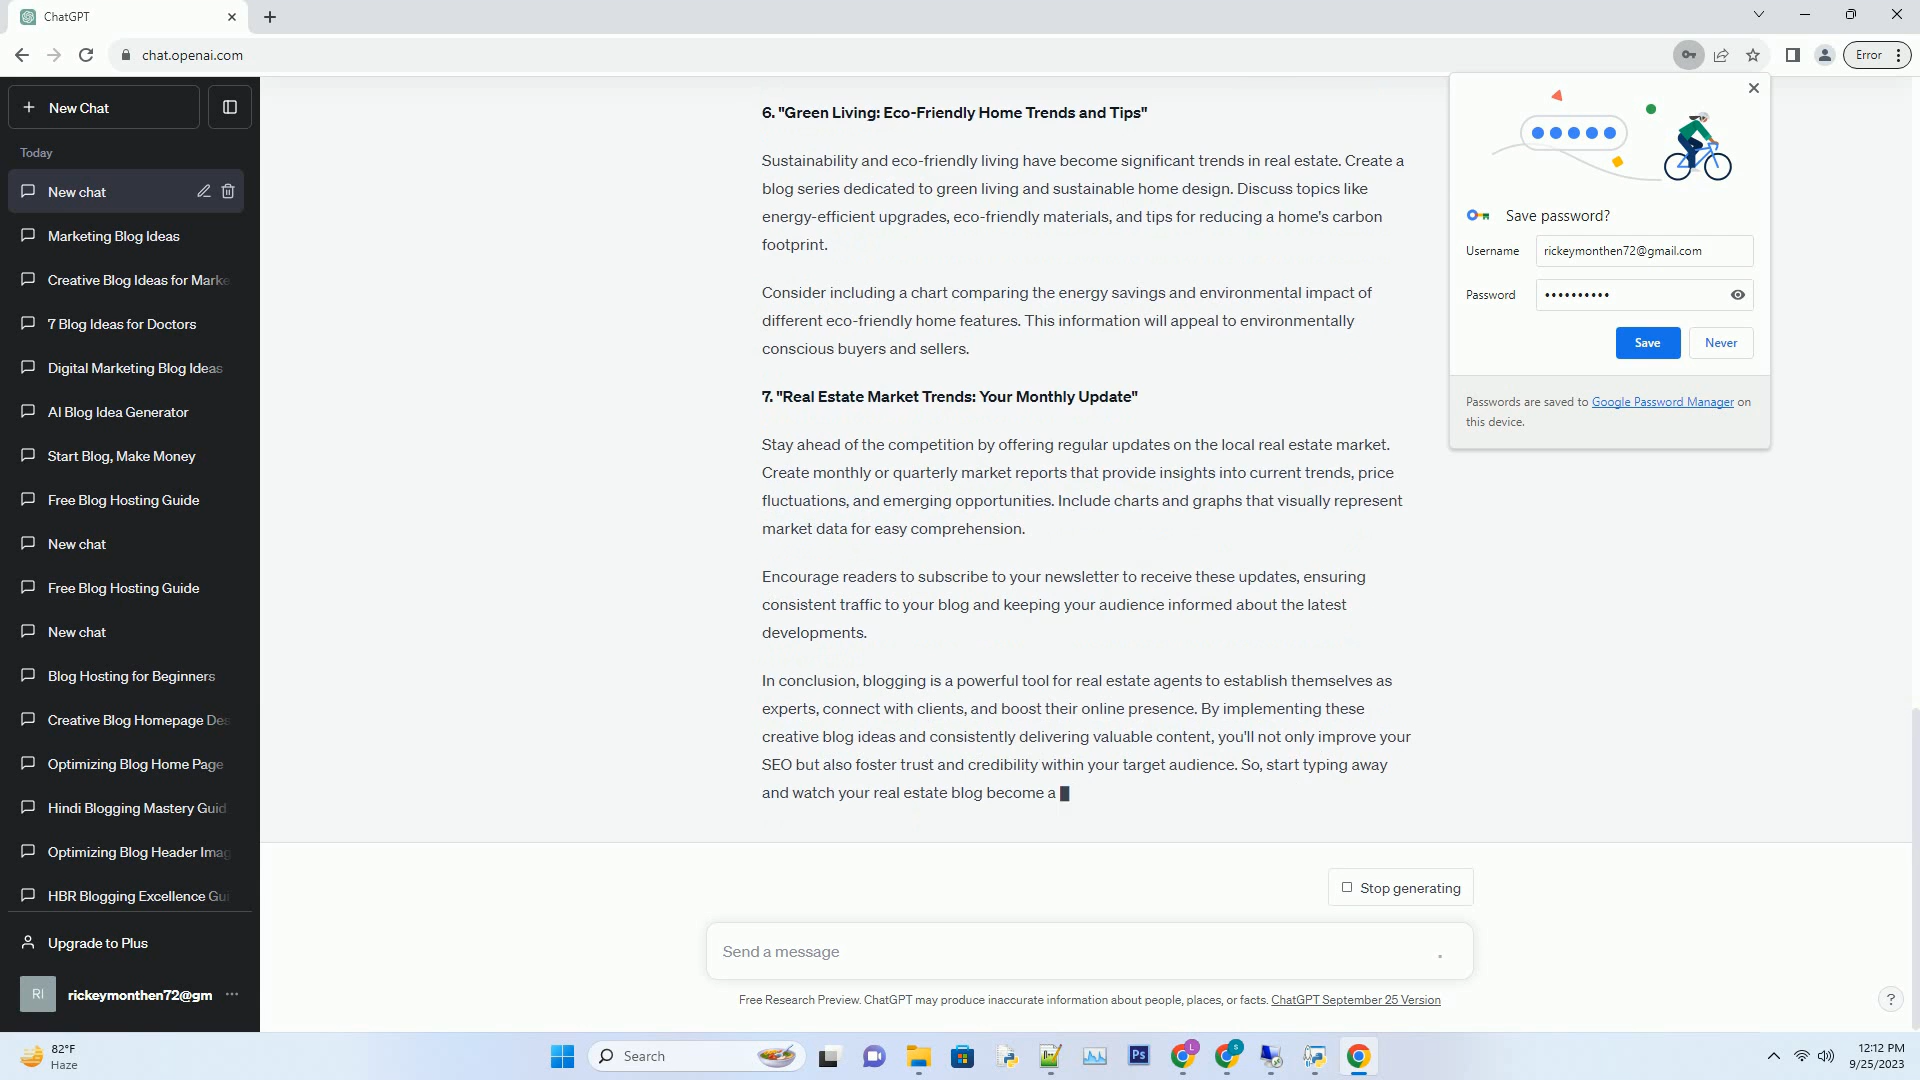 ChatGPT
chat.openai.com
Error
New Chat
Today
New chat
Marketing Blog Ideas
Creative Blog Ideas for Marke
7 Blog Ideas for Doctors
Digital Marketing Blog Ideas
AI Blog Idea Generator
Start Blog, Make Money
Free Blog Hosting Guide
New chat
Free Blog Hosting Guide
New chat
Blog Hosting for Beginners
Creative Blog Homepage Des
Optimizing Blog Home Page
Hindi Blogging Mastery Guid
Optimizing Blog Header Imag
HBR Blogging Excellence Gui
Upgrade to Plus
RI
rickeymonthen72@gm
6. "Green Living: Eco-Friendly Home Trends and Tips"
Sustainability and eco-friendly living have become significant trends in real estate. Create a
blog series dedicated to green living and sustainable home design. Discuss topics like
energy-efficient upgrades, eco-friendly materials, and tips for reducing a home's carbon
footprint.
Consider including a chart comparing the energy savings and environmental impact of
different eco-friendly home features. This information will appeal to environmentally
conscious buyers and sellers.
7. "Real Estate Market Trends: Your Monthly Update"
Stay ahead of the competition by offering regular updates on the local real estate market.
Create monthly or quarterly market reports that provide insights into current trends, price
fluctuations, and emerging opportunities. Include charts and graphs that visually represent
market data for easy comprehension.
Encourage readers to subscribe to your newsletter to receive these updates, ensuring
consistent traffic to your blog and keeping your audience informed about the latest
developments.
In conclusion, blogging is a powerful tool for real estate agents to establish themselves as
experts, connect with clients, and boost their online presence. By implementing these
creative blog ideas and consistently delivering valuable content, you'll not only improve your
SEO but also foster trust and credibility within your target audience. So, start typing away
and watch your real estate blog become a
Stop generating
Send a message
Free Research Preview. ChatGPT may produce inaccurate information about people, places, or facts. ChatGPT September 25 Version
?
Save password?
Username
rickeymonthen72@gmail.com
Password
••••••••••
Save
Never
Passwords are saved to Google Password Manager on
this device.
82°F
Haze
Search
Ps
L
S
12:12 PM
9/25/2023